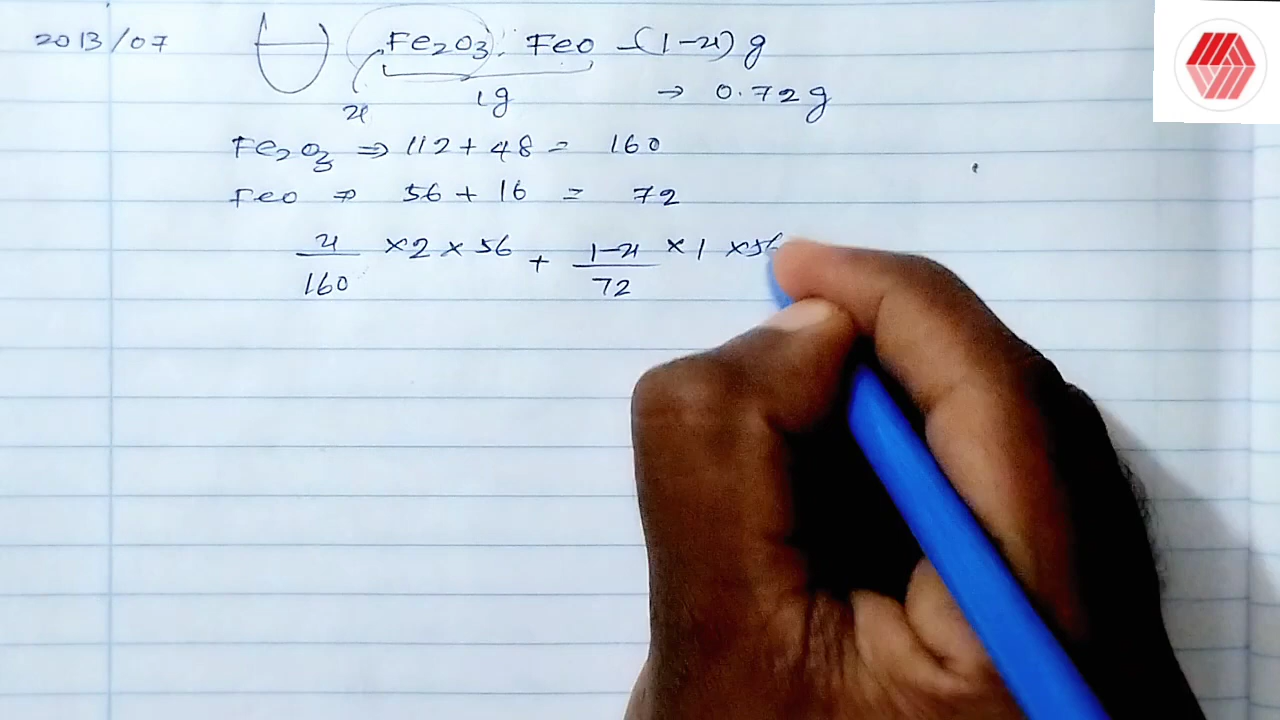 2013/07 Fe2O3 : FeO - (1-x) g
x 1g → 0.72g
Fe2O3 ⇒ 112 + 48 = 160
FeO ⇒ 56 + 16 = 72
x/160 × 2 × 56 + 1-x/72 × 1 × 56